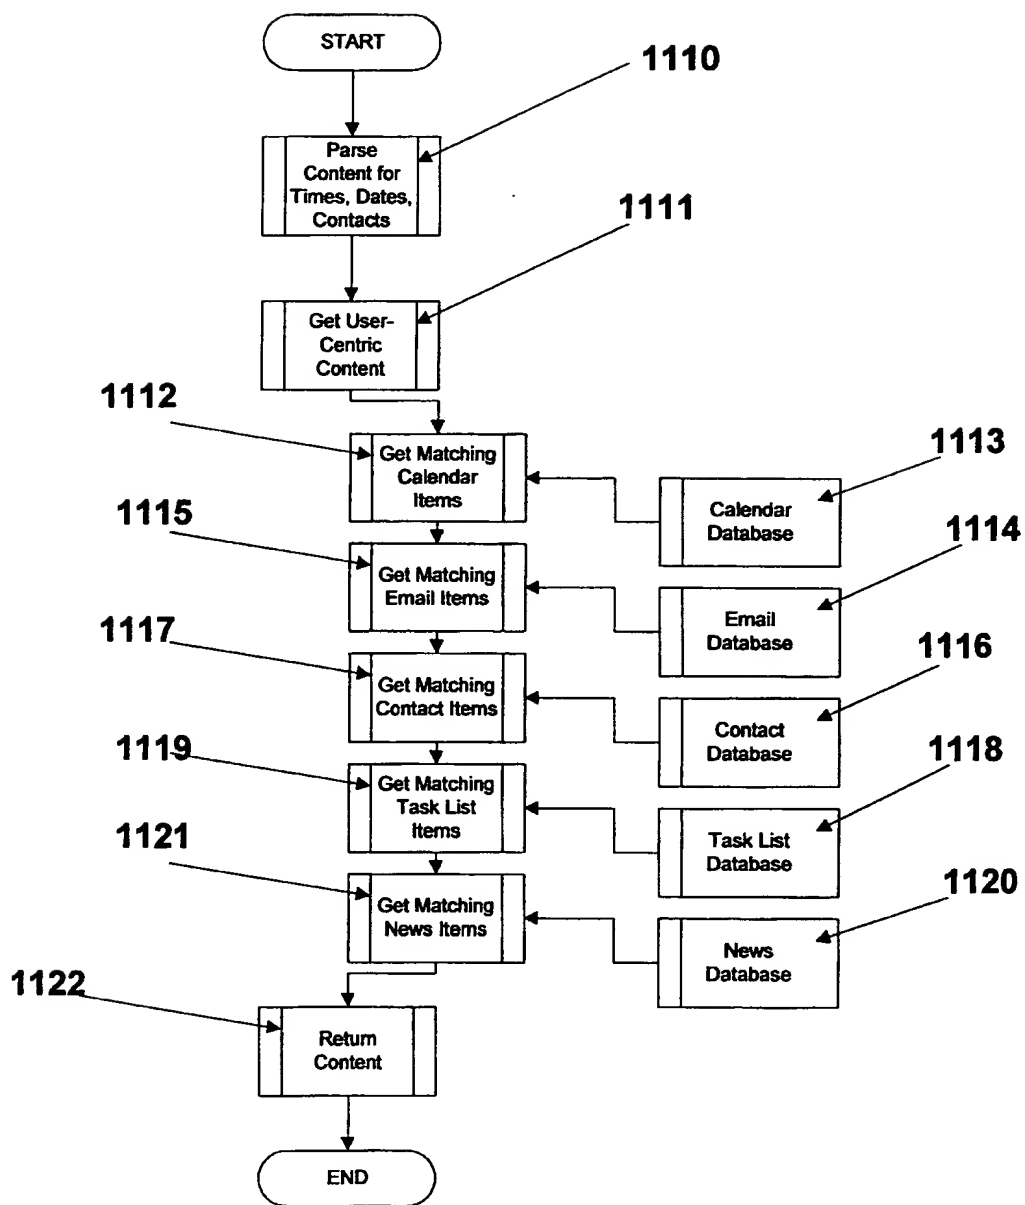 START
1110
Parse
Content for
Times, Dates,
Contacts
1111
Get User-
Centric
Content
1112
Get Matching
Calendar
Items
1113
Calendar
Database
1115
Get Matching
Email Items
1114
Email
Database
1117
Get Matching
Contact Items
1116
Contact
Database
1119
Get Matching
Task List
Items
1118
Task List
Database
1121
Get Matching
News Items
1120
News
Database
1122
Return
Content
END